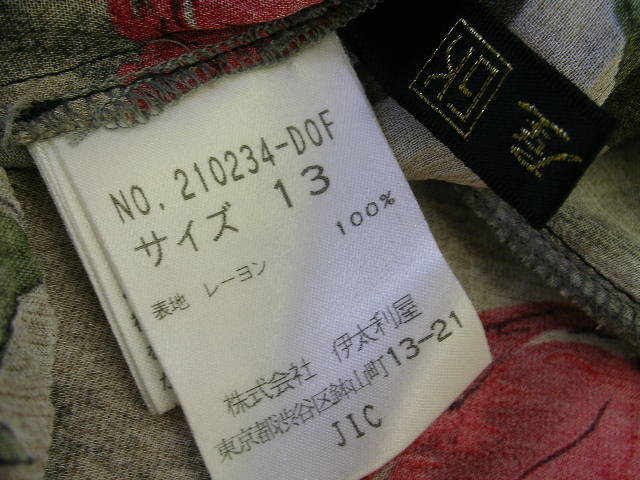 NO. 210234-D0F
サイズ 13
表地 レーヨン 100%
株式会社 伊太利屋
東京都渋谷区鉢山町13-21
JIC